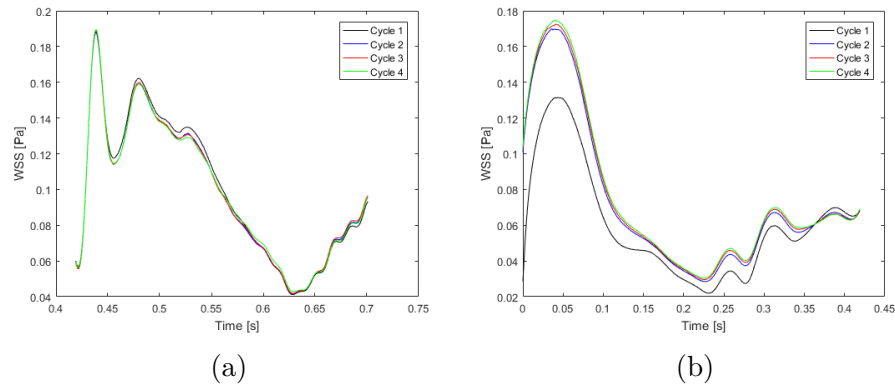 0.2
0.18
0.16
0.14
0.12
0.1
0.08
0.06
0.04
WSS [Pa]
0.4 0.45 0.5 0.55 0.6 0.65 0.7 0.75
Time [s]
Cycle 1
Cycle 2
Cycle 3
Cycle 4
(a)
0.18
0.16
0.14
0.12
0.1
0.08
0.06
0.04
0.02
WSS [Pa]
0 0.05 0.1 0.15 0.2 0.25 0.3 0.35 0.4 0.45
Time [s]
Cycle 1
Cycle 2
Cycle 3
Cycle 4
(b)